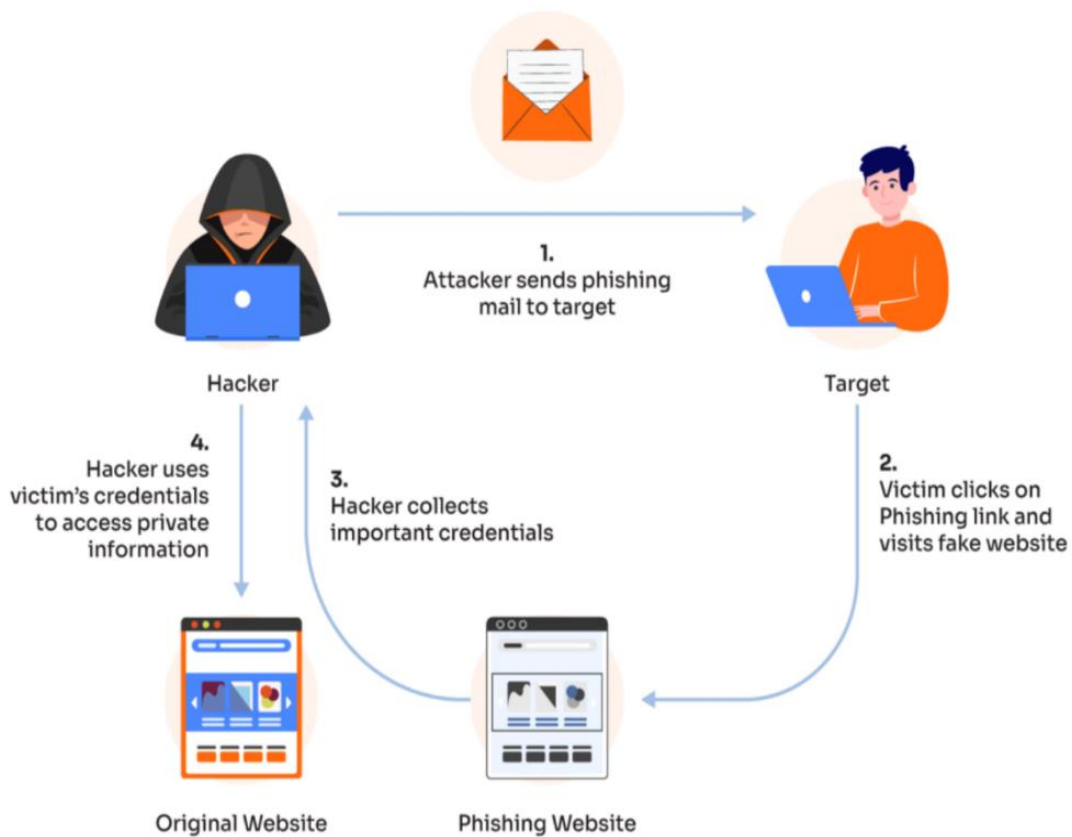 1.
Attacker sends phishing
mail to target
Hacker
Target
4.
Hacker uses
victim's credentials
to access private
information
3.
Hacker collects
important credentials
2.
Victim clicks on
Phishing link and
visits fake website
Original Website
Phishing Website